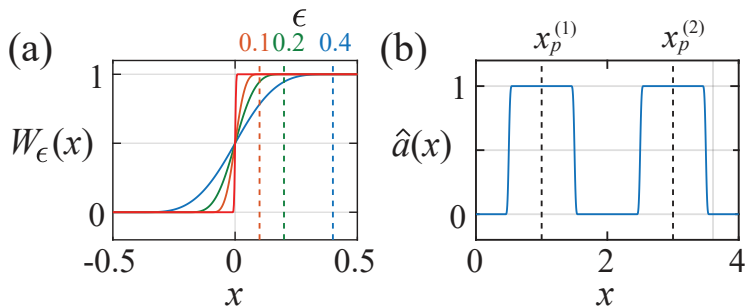 (a)
ϵ
0.1 0.2 0.4
1
W_ϵ(x)
0
-0.5 0 0.5
x
(b)
x_p^(1) x_p^(2)
1
â(x)
0
0 2 4
x